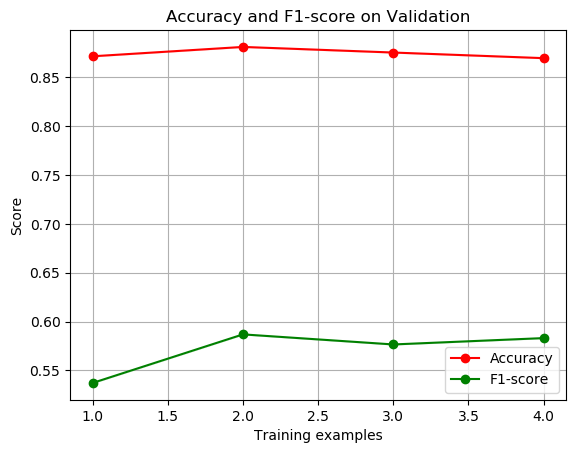 Accuracy and F1-score on Validation
Score
0.85
0.80
0.75
0.70
0.65
0.60
0.55
Accuracy
F1-score
1.0 1.5 2.0 2.5 3.0 3.5 4.0
Training examples